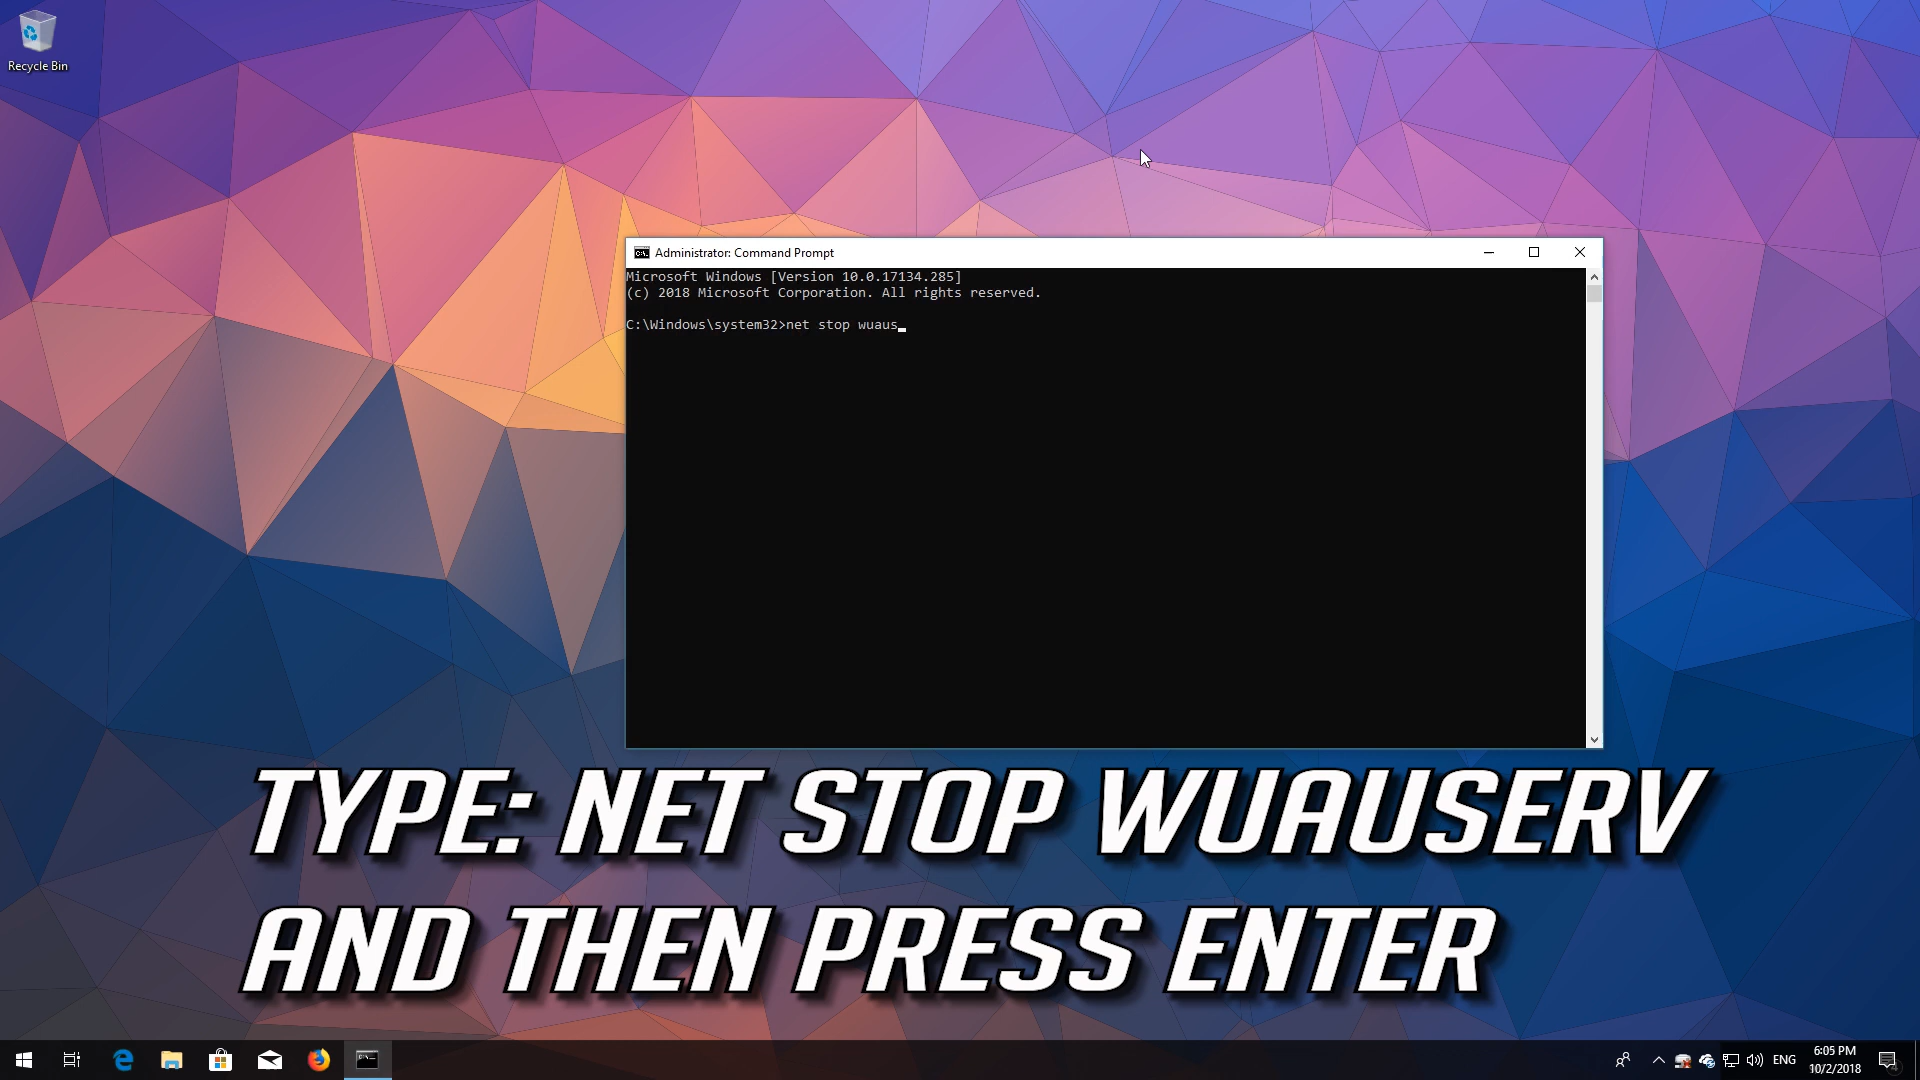 Recycle Bin
Administrator: Command Prompt
Microsoft Windows [Version 10.0.17134.285]
(c) 2018 Microsoft Corporation. All rights reserved.
C:\Windows\system32>net stop wuaus
TYPE: NET STOP WUAUSERV
AND THEN PRESS ENTER
ENG
6:05 PM
10/2/2018